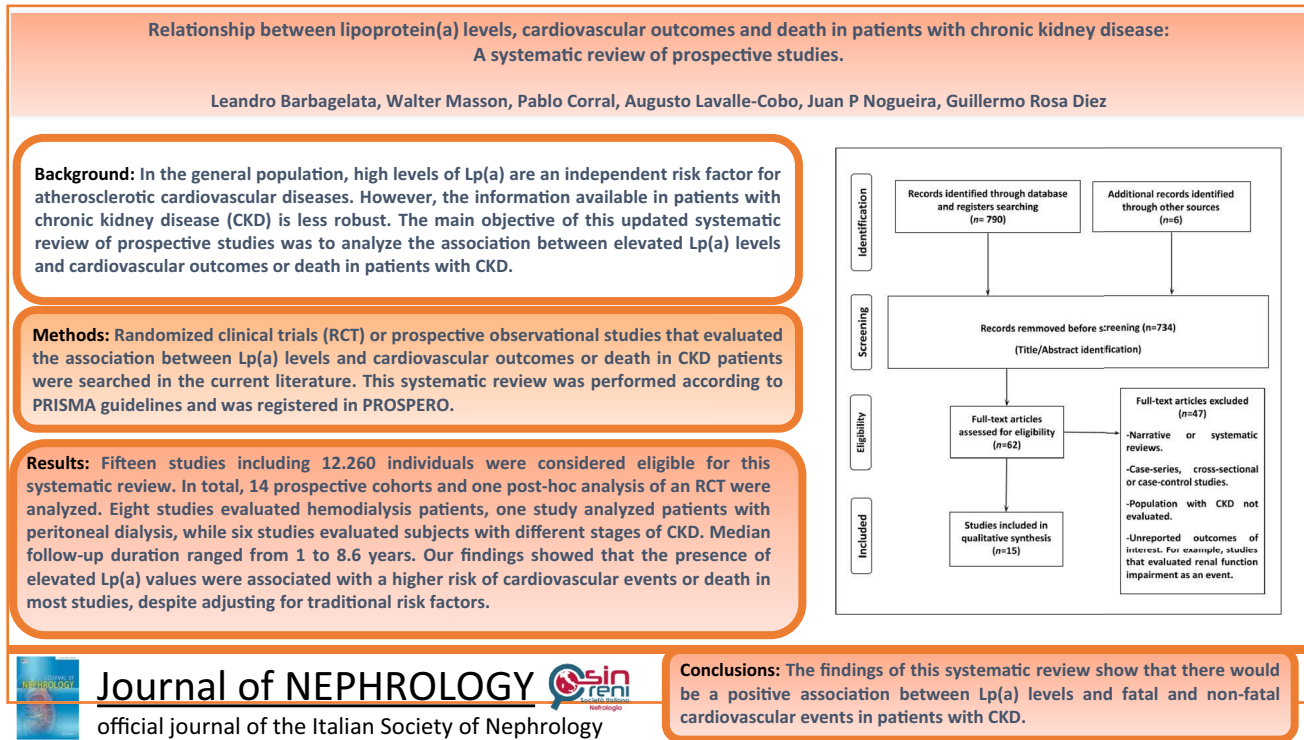 Relationship between lipoprotein(a) levels, cardiovascular outcomes and death in patients with chronic kidney disease:
A systematic review of prospective studies.
Leandro Barbagelata, Walter Masson, Pablo Corral, Augusto Lavalle-Cobo, Juan P Nogueira, Guillermo Rosa Diez
Background: In the general population, high levels of Lp(a) are an independent risk factor for
atherosclerotic cardiovascular diseases. However, the information available in patients with
chronic kidney disease (CKD) is less robust. The main objective of this updated systematic
review of prospective studies was to analyze the association between elevated Lp(a) levels
and cardiovascular outcomes or death in patients with CKD.
Methods: Randomized clinical trials (RCT) or prospective observational studies that evaluated
the association between Lp(a) levels and cardiovascular outcomes or death in CKD patients
were searched in the current literature. This systematic review was performed according to
PRISMA guidelines and was registered in PROSPERO.
Results: Fifteen studies including 12.260 individuals were considered eligible for this
systematic review. In total, 14 prospective cohorts and one post-hoc analysis of an RCT were
analyzed. Eight studies evaluated hemodialysis patients, one study analyzed patients with
peritoneal dialysis, while six studies evaluated subjects with different stages of CKD. Median
follow-up duration ranged from 1 to 8.6 years. Our findings showed that the presence of
elevated Lp(a) values were associated with a higher risk of cardiovascular events or death in
most studies, despite adjusting for traditional risk factors.
Identification
Records identified through database
and registers searching
(n= 790)
Additional records identified
through other sources
(n=6)
Screening
Records remmoved before screening (n=734)
(Title/Abstract identification)
Eligibility
Full-text articles
assessed for eligibility
(n=62)
Full-text articles excluded
(n=47)
-Narrative or systematic
reviews.
-Case-series, cross-sectional
or case-control studies.
-Population with CKD not
evaluated.
-Unreported outcomes of
interest. For example, studies
that evaluated renal function
impairment as an event.
Included
Studies included in
qualitative synthesis
(n=15)
JOURNAL OF
NEPHROLOGY
Journal of NEPHROLOGY
official journal of the Italian Society of Nephrology
sin
reni
Società Italiana
Nefrologia
Conclusions: The findings of this systematic review show that there would
be a positive association between Lp(a) levels and fatal and non-fatal
cardiovascular events in patients with CKD.